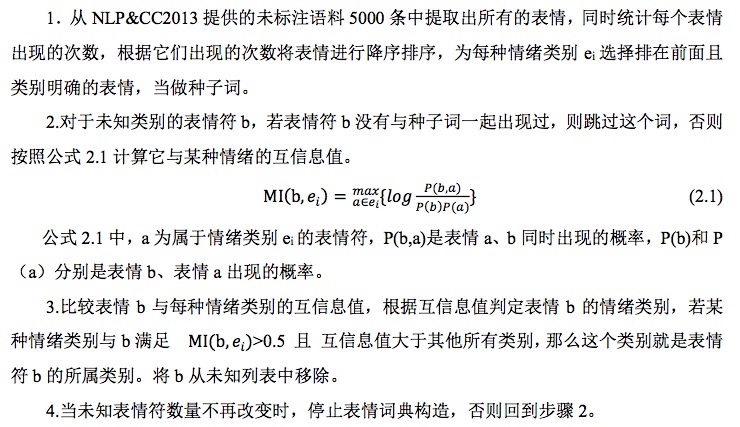 1．从 NLP&CC2013 提供的未标注语料 5000 条中提取出所有的表情，同时统计每个表情
出现的次数，根据它们出现的次数将表情进行降序排序，为每种情绪类别 ei 选择排在前面且
类别明确的表情，当做种子词。
2.对于未知类别的表情符 b，若表情符 b 没有与种子词一起出现过，则跳过这个词，否则
按照公式 2.1 计算它与某种情绪的互信息值。
MI(b, ei) = max a∈ei {log P(b,a) / P(b)P(a)} (2.1)
公式 2.1 中，a 为属于情绪类别 ei 的表情符，P(b,a)是表情 a、b 同时出现的概率，P(b)和 P
（a）分别是表情 b、表情 a 出现的概率。
3.比较表情 b 与每种情绪类别的互信息值，根据互信息值判定表情 b 的情绪类别，若某
种情绪类别与 b 满足 MI(b, ei)>0.5 且 互信息值大于其他所有类别，那么这个类别就是表情
符 b 的所属类别。将 b 从未知列表中移除。
4.当未知表情符数量不再改变时，停止表情词典构造，否则回到步骤 2。